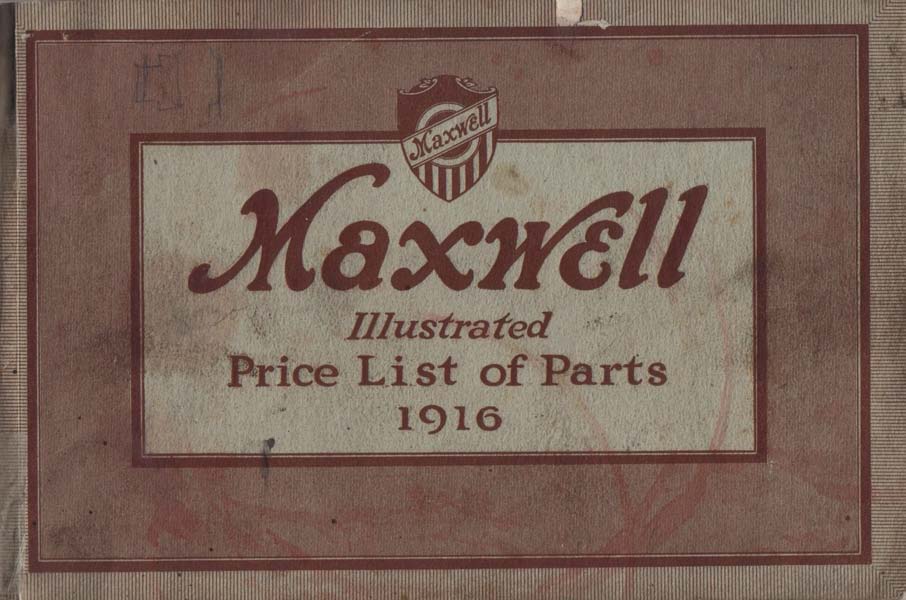 Maxwell
Maxwell
Illustrated
Price List of Parts
1916